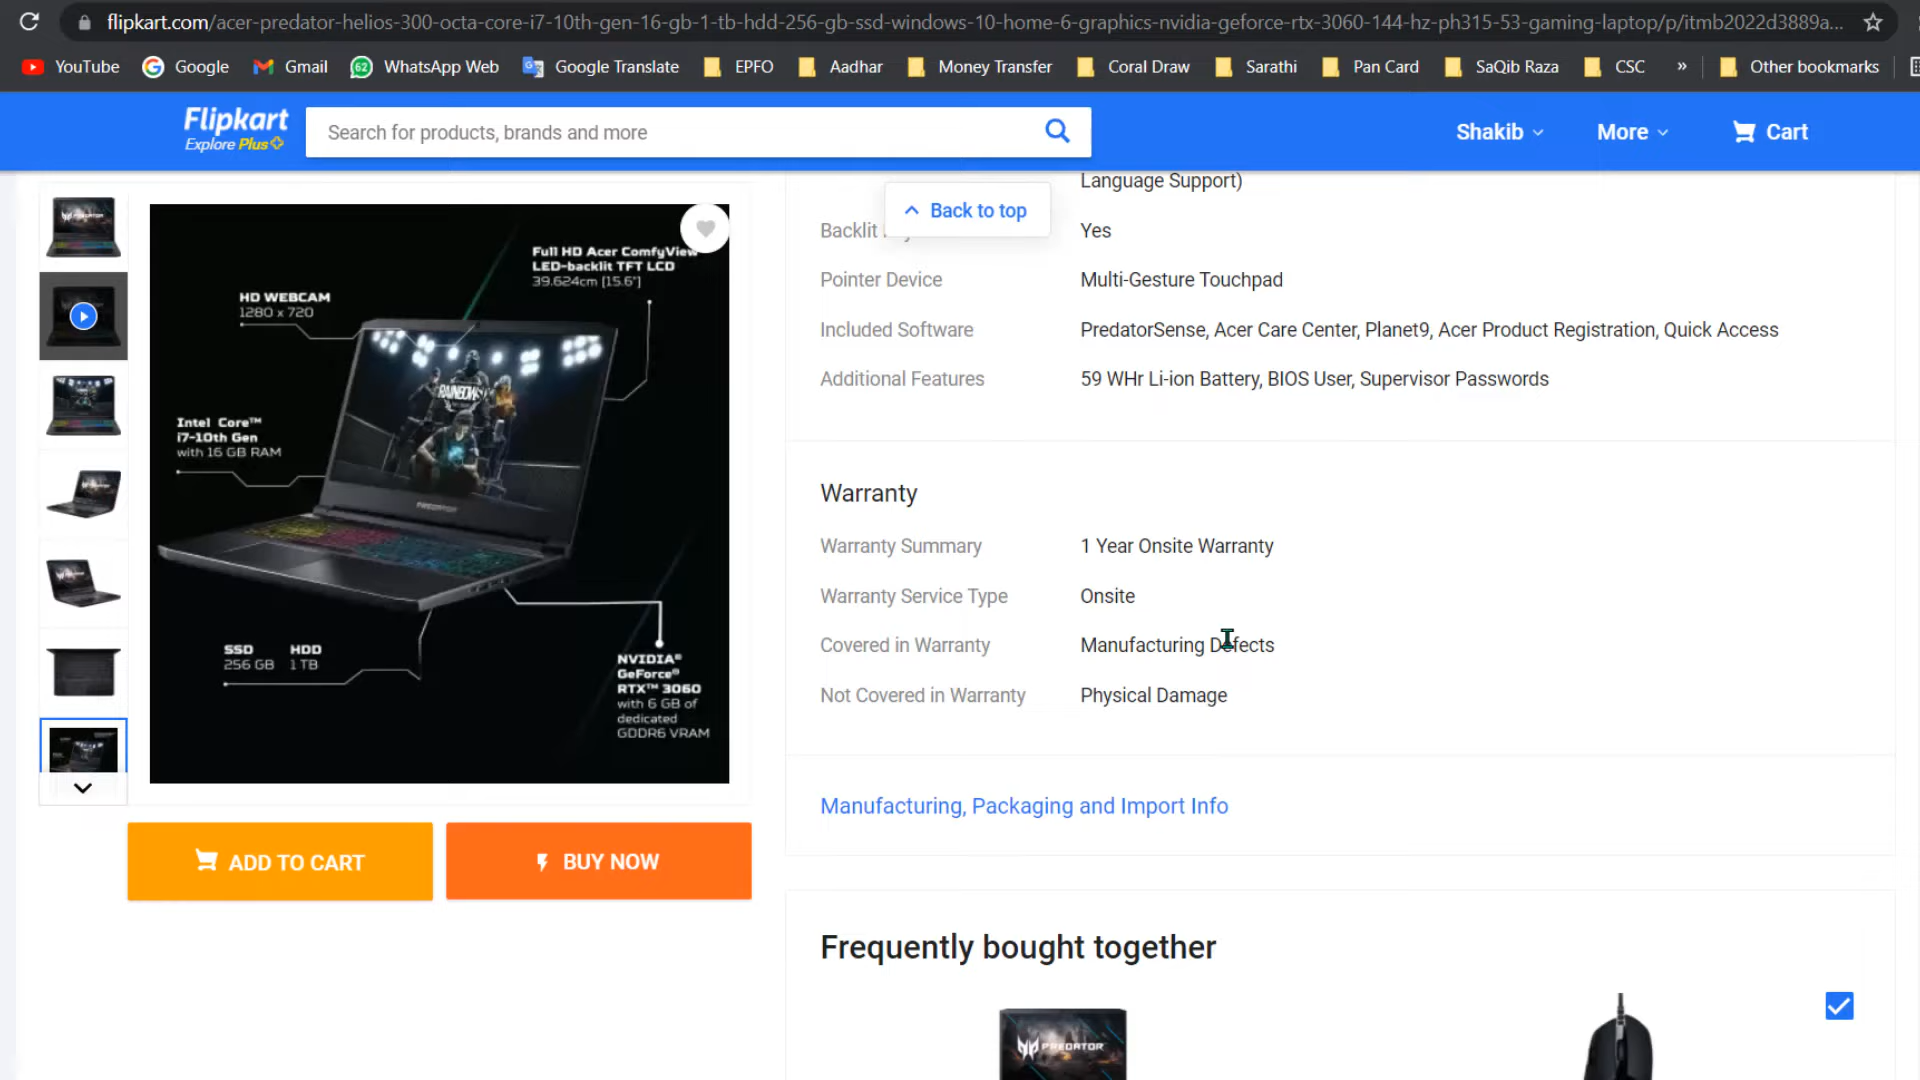 flipkart.com/acer-predator-helios-300-octa-core-i7-10th-gen-16-gb-1-tb-hdd-256-gb-ssd-windows-10-home-6-graphics-nvidia-geforce-rtx-3060-144-hz-ph315-53-gaming-laptop/p/itmb2022d3889a...
YouTube Google Gmail 62 WhatsApp Web Google Translate EPFO Aadhar Money Transfer Coral Draw Sarathi Pan Card SaQib Raza CSC » Other bookmarks
Flipkart
Explore Plus
Search for products, brands and more
Shakib More Cart
Language Support)
Back to top
Backlit
Yes
Pointer Device Multi-Gesture Touchpad
Included Software PredatorSense, Acer Care Center, Planet9, Acer Product Registration, Quick Access
Additional Features 59 WHr Li-ion Battery, BIOS User, Supervisor Passwords
Full HD Acer ComfyView
LED-backlit TFT LCD
39.624cm [15.6"]
HD WEBCAM
1280 x 720
RAINBOW
Intel Core™
i7-10th Gen
with 16 GB RAM
PREDATOR
SSD HDD
256 GB 1 TB
NVIDIA®
GeForce®
RTX™ 3060
with 6 GB of
dedicated
GDDR6 VRAM
Warranty
Warranty Summary 1 Year Onsite Warranty
Warranty Service Type Onsite
Covered in Warranty Manufacturing Defects
Not Covered in Warranty Physical Damage
Manufacturing, Packaging and Import Info
ADD TO CART BUY NOW
Frequently bought together
PREDATOR